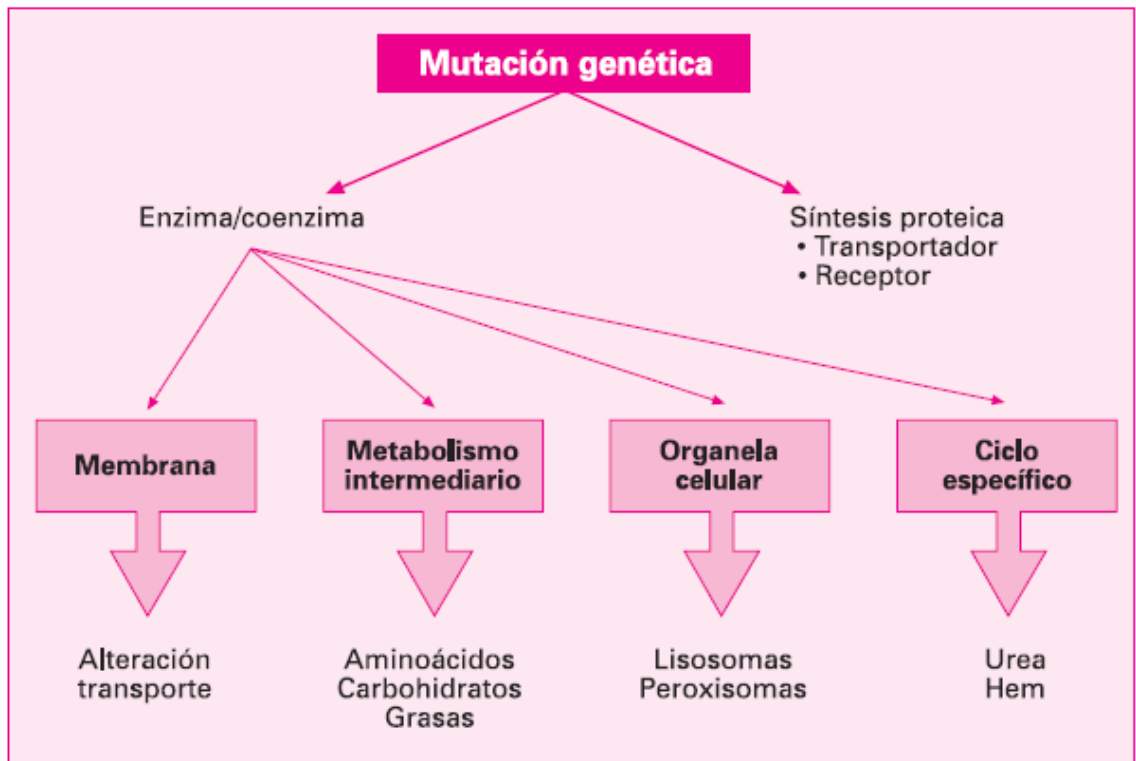 Mutación genética
Enzima/coenzima
Síntesis proteica
• Transportador
• Receptor
Membrana
Metabolismo
intermediario
Organela
celular
Ciclo
específico
Alteración
transporte
Aminoácidos
Carbohidratos
Grasas
Lisosomas
Peroxisomas
Urea
Hem